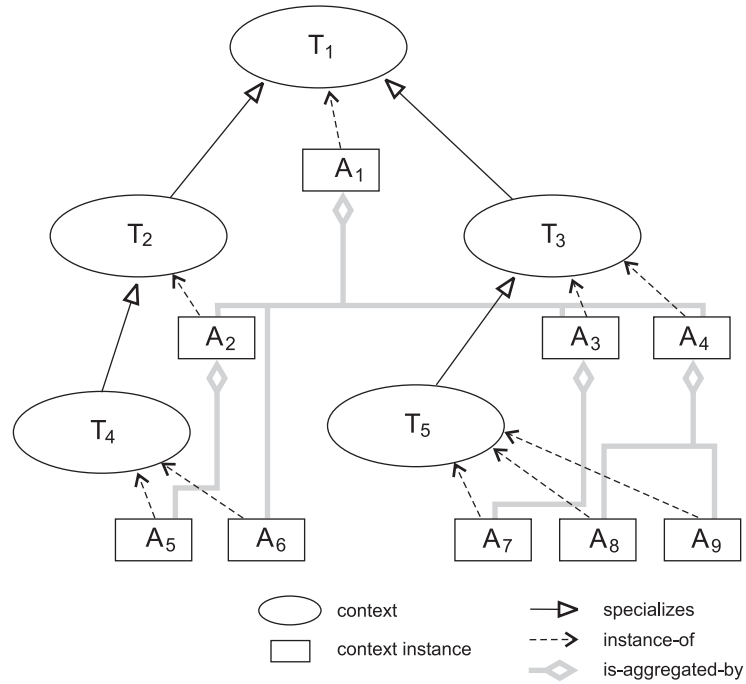 T₁
A₁
T₂
T₃
A₂
A₃
A₄
T₄
T₅
A₅
A₆
A₇
A₈
A₉
context
context instance
specializes
instance-of
is-aggregated-by